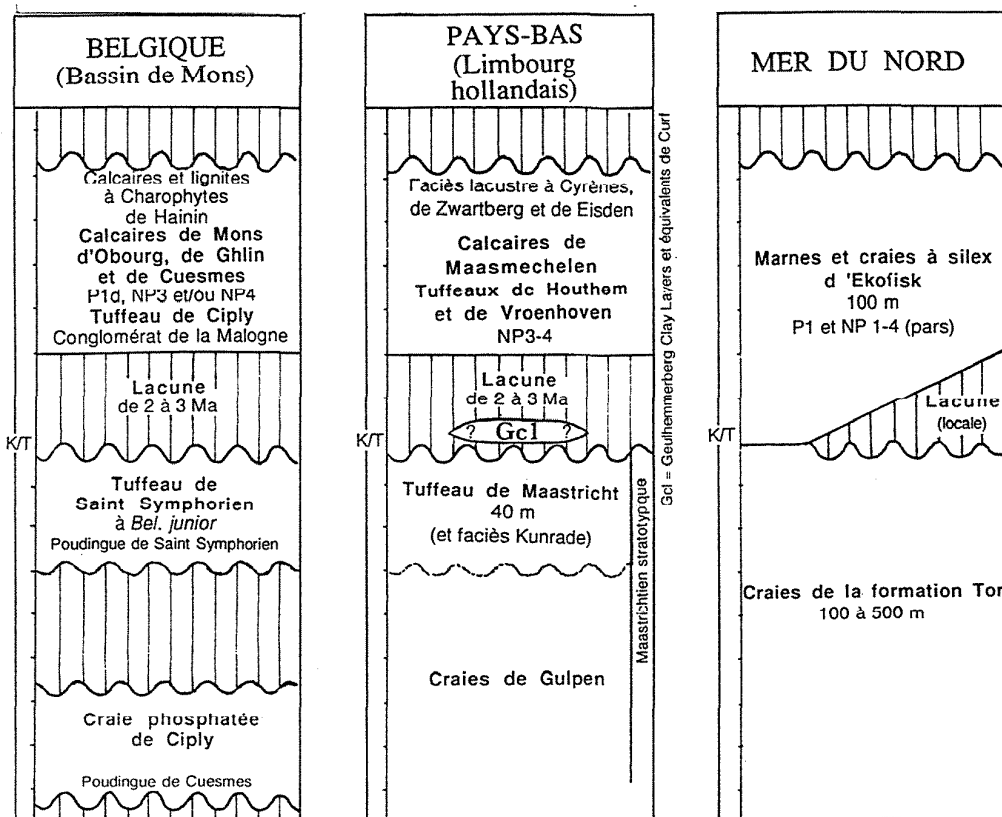 BELGIQUE
(Bassin de Mons)
Calcaires et lignites
à Charophytes
de Hainin
Calcaires de Mons
d'Obourg, de Ghlin
et de Cuesmes
P1d, NP3 et/ou NP4
Tuffeau de Ciply
Conglomérat de la Malogne
Lacune
de 2 à 3 Ma
K/T
Tuffeau de
Saint Symphorien
à Bel. junior
Poudingue de Saint Symphorien
Craie phosphatée
de Ciply
Poudingue de Cuesmes
PAYS-BAS
(Limbourg
hollandais)
Faciès lacustre à Cyrènes,
de Zwartberg et de Eisden
Calcaires de
Maasmechelen
Tuffeaux de Houthem
et de Vroenhoven
NP3-4
Lacune
de 2 à 3 Ma
? Gcl ?
K/T
Tuffeau de Maastricht
40 m
(et faciès Kunrade)
Craies de Gulpen
Maastrichtien stratotypque
Gcl = Geulhemmerberg Clay Layers et équivalents de Curf
MER DU NORD
Marnes et craies à silex
d 'Ekofisk
100 m
P1 et NP 1-4 (pars)
Lacune
(locale)
K/T
Craies de la formation Tor
100 à 500 m